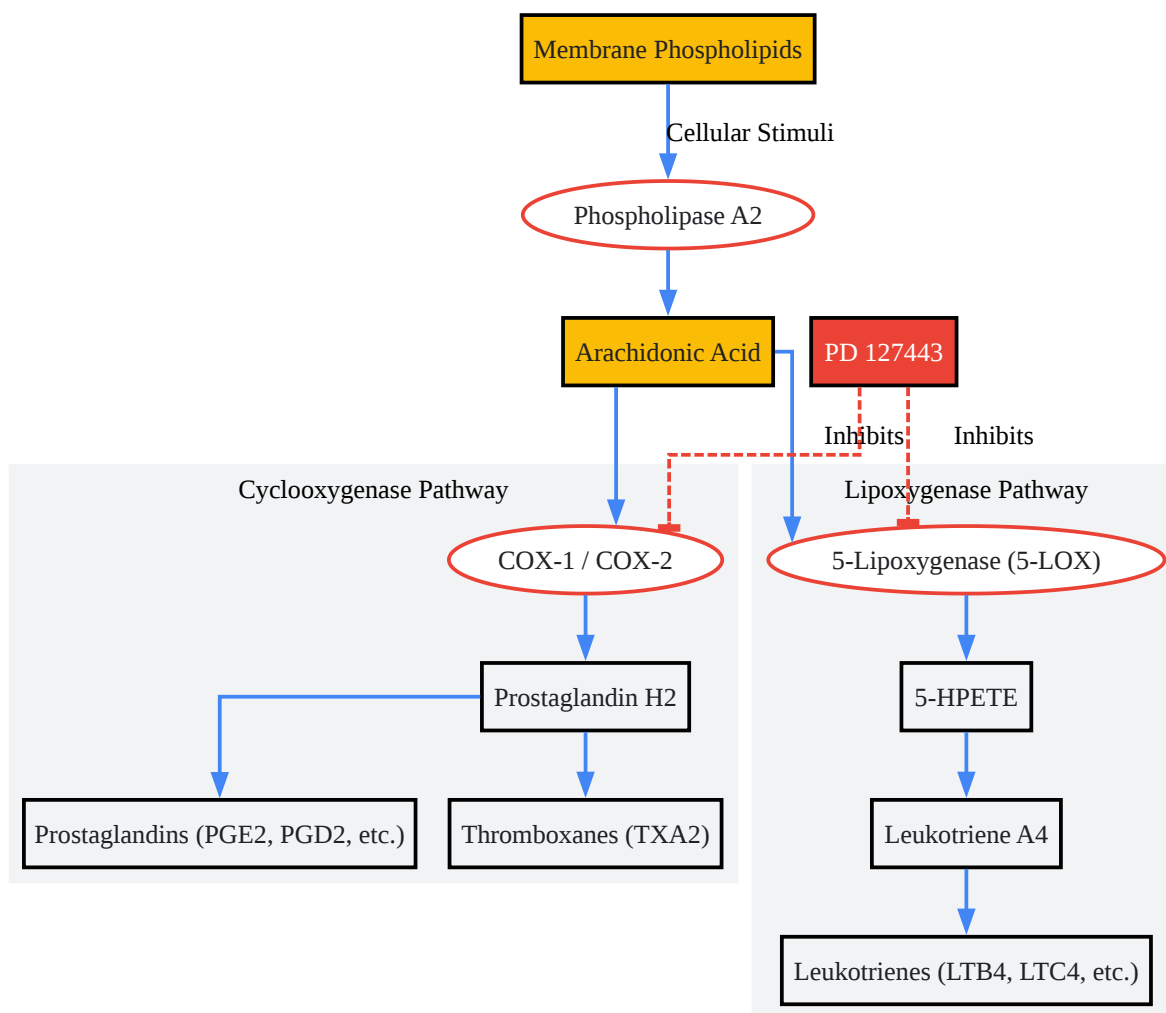 Membrane Phospholipids
Cellular Stimuli
Phospholipase A2
Arachidonic Acid
PD 127443
Inhibits
Inhibits
Cyclooxygenase Pathway
Lipoxygenase Pathway
COX-1 / COX-2
5-Lipoxygenase (5-LOX)
Prostaglandin H2
5-HPETE
Prostaglandins (PGE2, PGD2, etc.)
Thromboxanes (TXA2)
Leukotriene A4
Leukotrienes (LTB4, LTC4, etc.)